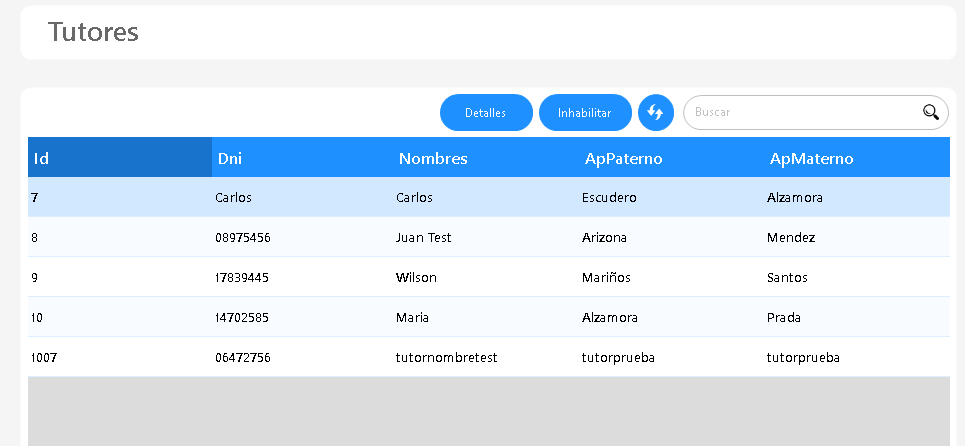 Tutores
Detalles Inhabilitar Buscar
Id Dni Nombres ApPaterno ApMaterno
7 Carlos Carlos Escudero Alzamora
8 08975456 Juan Test Arizona Mendez
9 17839445 Wilson Mariños Santos
10 14702585 Maria Alzamora Prada
1007 06472756 tutornombretest tutorprueba tutorprueba